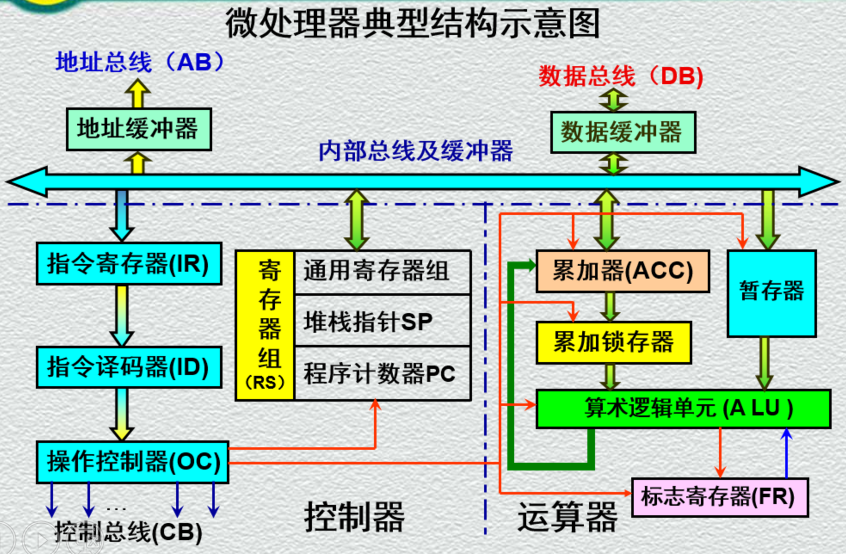 微处理器典型结构示意图
地址总线（AB）
数据总线（DB)
地址缓冲器
数据缓冲器
内部总线及缓冲器
指令寄存器(IR)
寄存器组
（RS）
通用寄存器组
堆栈指针SP
程序计数器PC
累加器(ACC)
暂存器
累加锁存器
指令译码器(ID)
算术逻辑单元 (A LU )
操作控制器(OC)
标志寄存器(FR)
...
控制总线(CB)
控制器
运算器